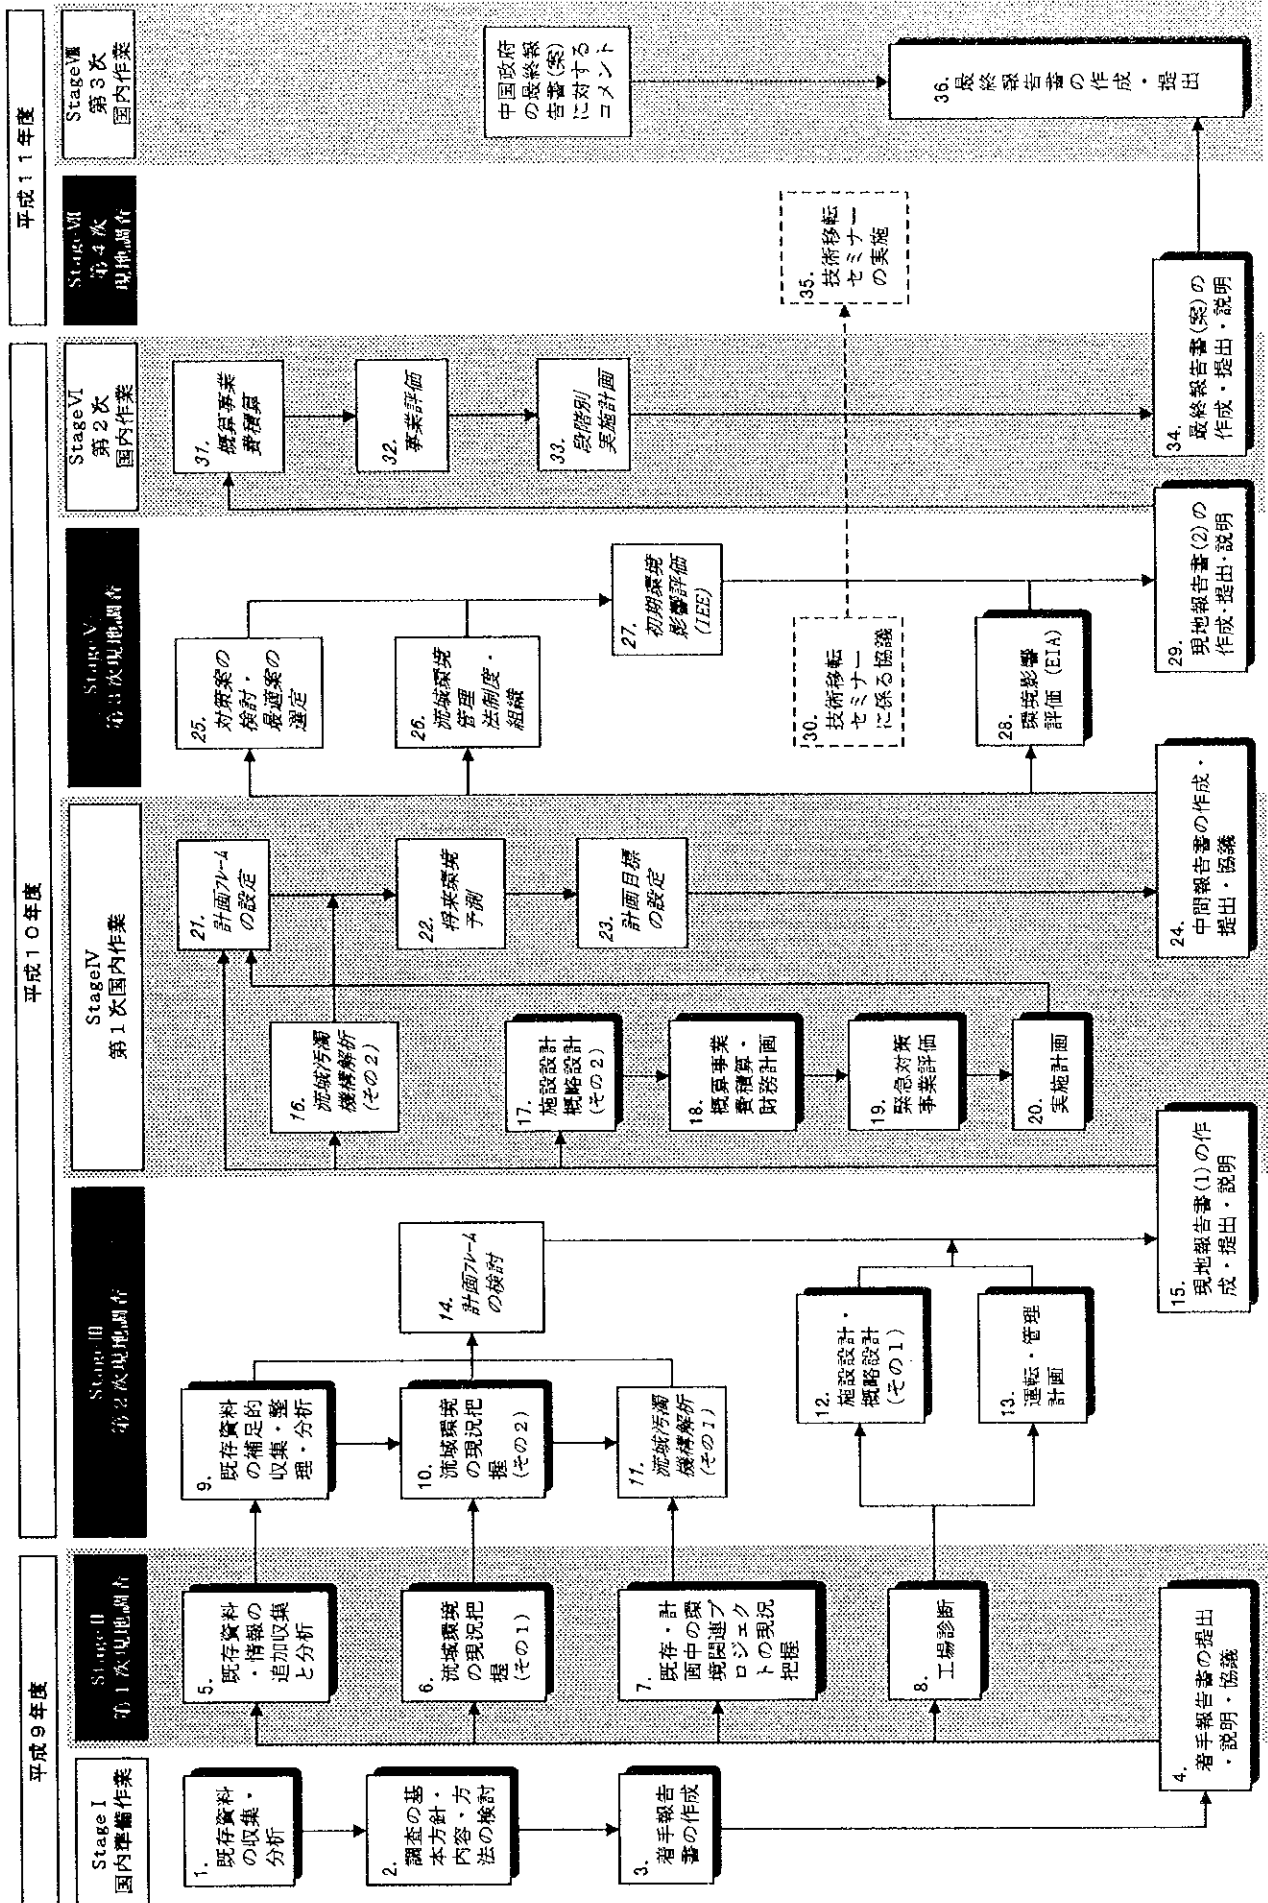 平成9年度
Stage I
国内準備作業
1.
既存資料
の収集・
分析
2.
調査の基
本方針・
内容・方
法の検討
3.
着手報告
書の作成
4.
着手報告書の提出
・説明・協議
Stage II
第1次現地調査
5.
既存資料
・情報の
追加収集
と分析
6.
流域環境
の現況把
握
(その1)
7.
既存・計
画中の環
境関連プ
ロジェク
トの現況
把握
8.
工場診断
平成10年度
Stage III
第2次現地調査
9.
既存資料
の補足的
収集・整
理・分析
10.
流域環境
の現況把
握
(その2)
11.
流域汚濁
機構解析
(その1)
12.
施設設計・
概略設計
(その1)
13.
運転・管理
計画
14.
計画フレーム
の検討
15.
現地報告書(1)の作
成・提出・説明
StageⅣ
第1次国内作業
16.
流域汚濁
機構解析
(その2)
17.
施設設計
概略設計
(その2)
18.
概算事業
費積算・
財務計画
19.
緊急対策
事業評価
20.
実施計画
21.
計画フレーム
の設定
22.
将来環境
予測
23.
計画目標
の設定
24.
中間報告書の作成・
提出・協議
Stage V
第3次現地調査
25.
対策案の
検討・
最適案の
選定
26.
流域環境
管理
法制度・
組織
27.
初期環境
影響評価
(IEE)
28.
環境影響
評価(EIA)
29.
現地報告書(2)の
作成・提出・説明
30.
技術移転
セミナー
に係る協議
StageⅥ
第2次
国内作業
31.
概算事業
費積算
32.
事業評価
33.
段階別
実施計画
34.
最終報告書(案)の
作成・提出・説明
平成11年度
StageⅦ
第4次
現地調査
35.
技術移転
セミナー
の実施
StageⅧ
第3次
国内作業
中国政府
の最終報
告書(案)
に対する
コメント
36.
最終報告書の作成・
提出